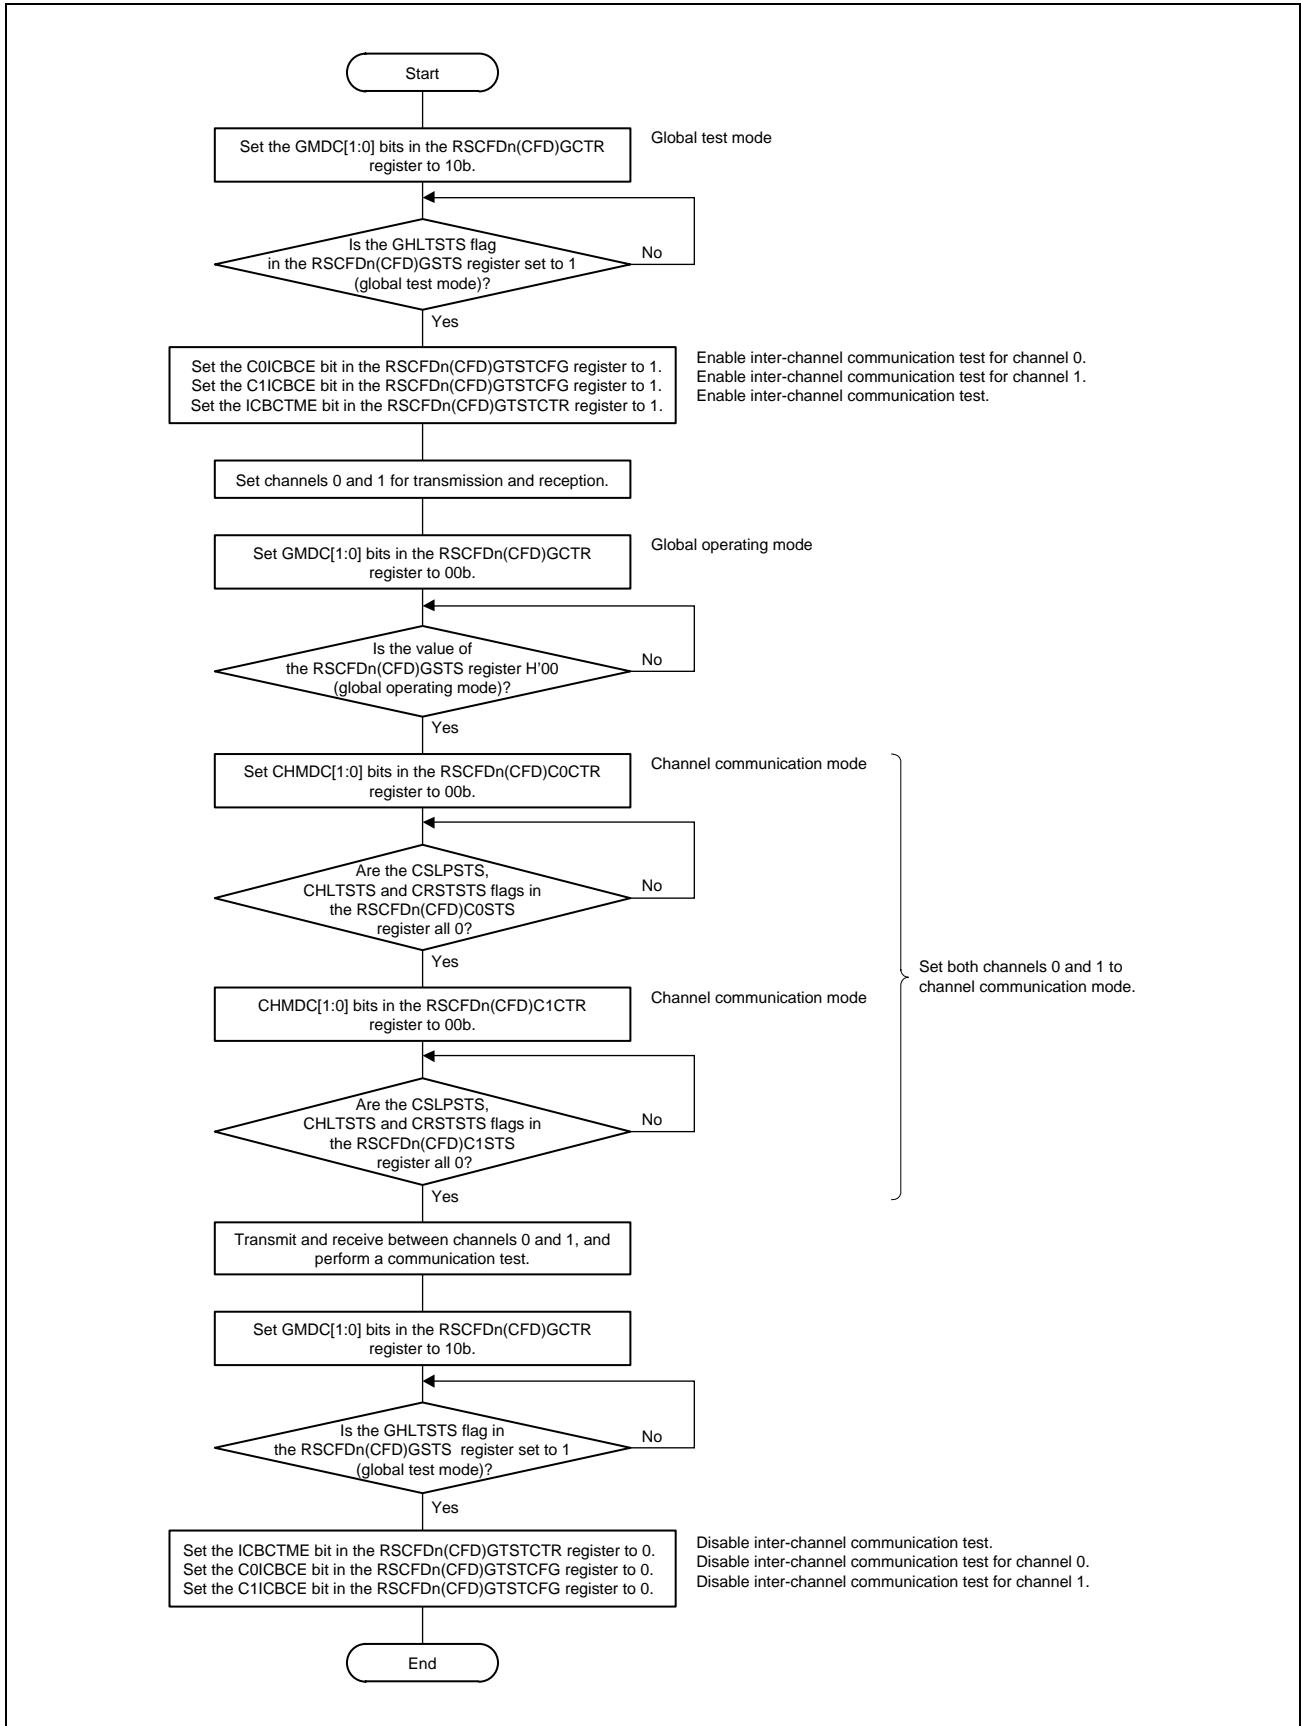 Start
Set the GMDC[1:0] bits in the RSCFDn(CFD)GCTR
register to 10b.
Global test mode
Is the GHLTSTS flag
in the RSCFDn(CFD)GSTS register set to 1
(global test mode)?
No
Yes
Set the C0ICBCE bit in the RSCFDn(CFD)GTSTCFG register to 1.
Set the C1ICBCE bit in the RSCFDn(CFD)GTSTCFG register to 1.
Set the ICBCTME bit in the RSCFDn(CFD)GTSTCTR register to 1.
Enable inter-channel communication test for channel 0.
Enable inter-channel communication test for channel 1.
Enable inter-channel communication test.
Set channels 0 and 1 for transmission and reception.
Set GMDC[1:0] bits in the RSCFDn(CFD)GCTR
register to 00b.
Global operating mode
Is the value of
the RSCFDn(CFD)GSTS register H'00
(global operating mode)?
No
Yes
Set CHMDC[1:0] bits in the RSCFDn(CFD)C0CTR
register to 00b.
Channel communication mode
Are the CSLPSTS,
CHLTSTS and CRSTSTS flags in
the RSCFDn(CFD)C0STS
register all 0?
No
Yes
CHMDC[1:0] bits in the RSCFDn(CFD)C1CTR
register to 00b.
Channel communication mode
Set both channels 0 and 1 to
channel communication mode.
Are the CSLPSTS,
CHLTSTS and CRSTSTS flags in
the RSCFDn(CFD)C1STS
register all 0?
No
Yes
Transmit and receive between channels 0 and 1, and
perform a communication test.
Set GMDC[1:0] bits in the RSCFDn(CFD)GCTR
register to 10b.
Is the GHLTSTS flag in
the RSCFDn(CFD)GSTS register set to 1
(global test mode)?
No
Yes
Set the ICBCTME bit in the RSCFDn(CFD)GTSTCTR register to 0.
Set the C0ICBCE bit in the RSCFDn(CFD)GTSTCFG register to 0.
Set the C1ICBCE bit in the RSCFDn(CFD)GTSTCFG register to 0.
Disable inter-channel communication test.
Disable inter-channel communication test for channel 0.
Disable inter-channel communication test for channel 1.
End